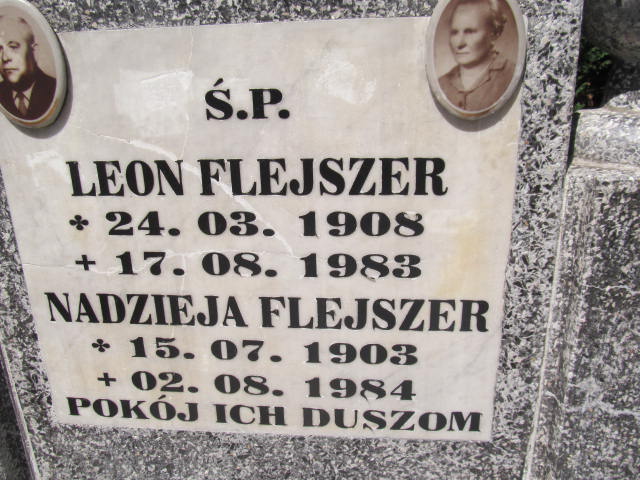 Ś.P.
LEON FLEJSZER
* 24. 03. 1908
+ 17. 08. 1983
NADZIEJA FLEJSZER
* 15. 07. 1903
+ 02. 08. 1984
POKÓJ ICH DUSZOM